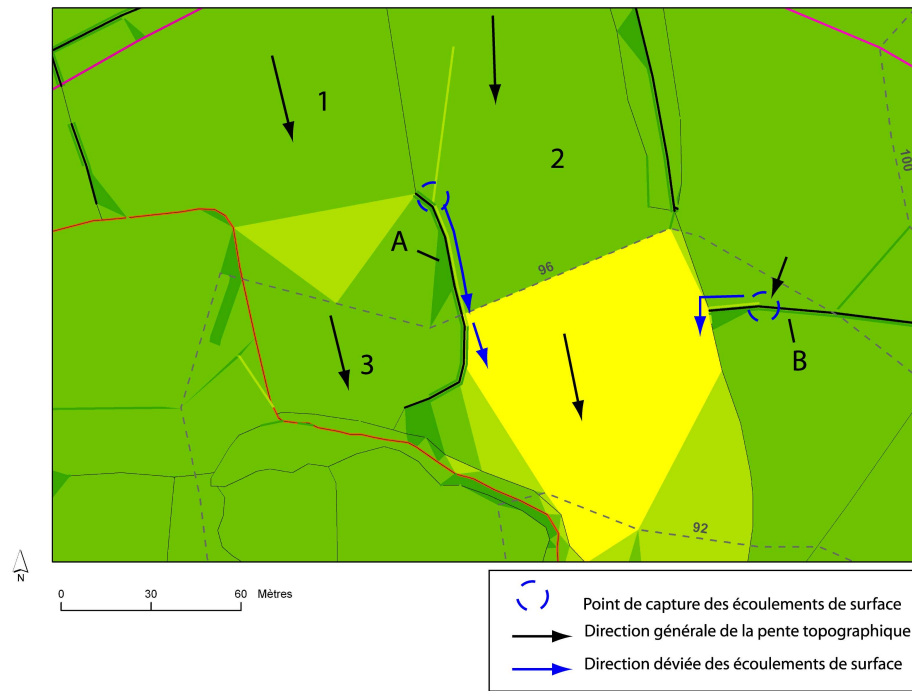 1
2
100
A
96
B
3
92
N
0 30 60 Mètres
Point de capture des écoulements de surface
Direction générale de la pente topographique
Direction déviée des écoulements de surface